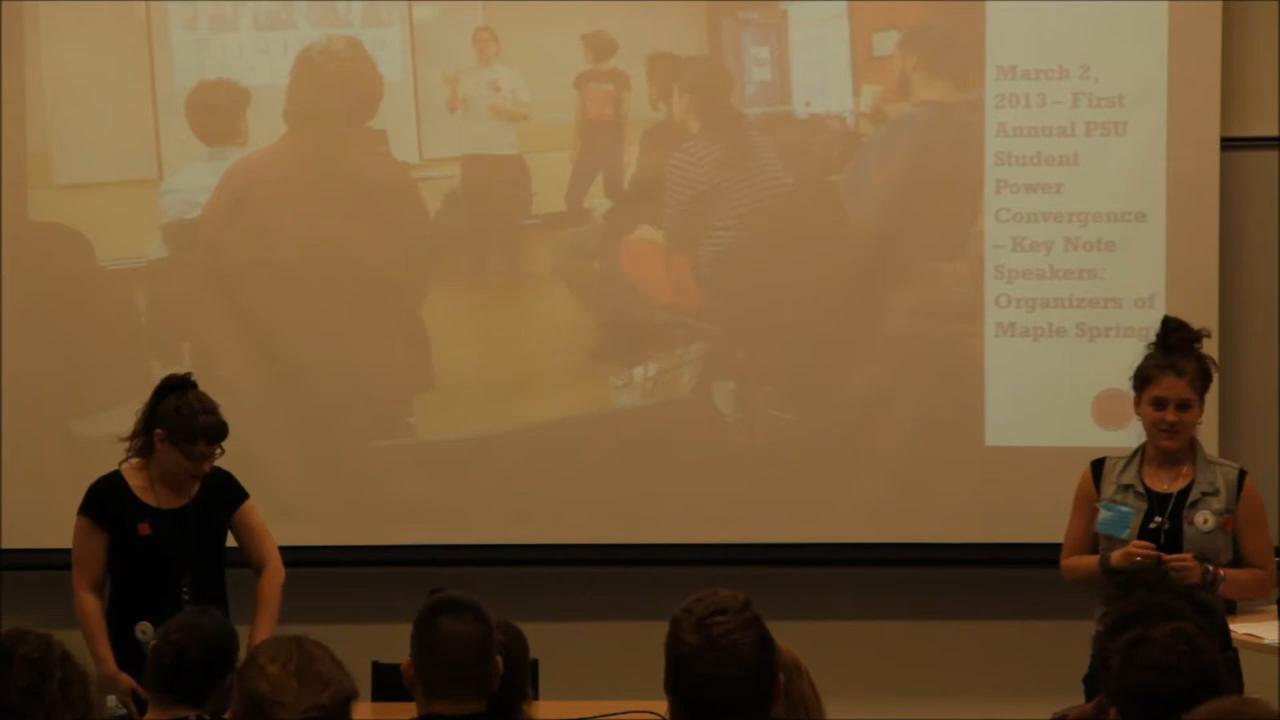 March 2,
2013 – First
Annual PSU
Student
Power
Convergence
– Key Note
Speakers:
Organizers of
Maple Spring